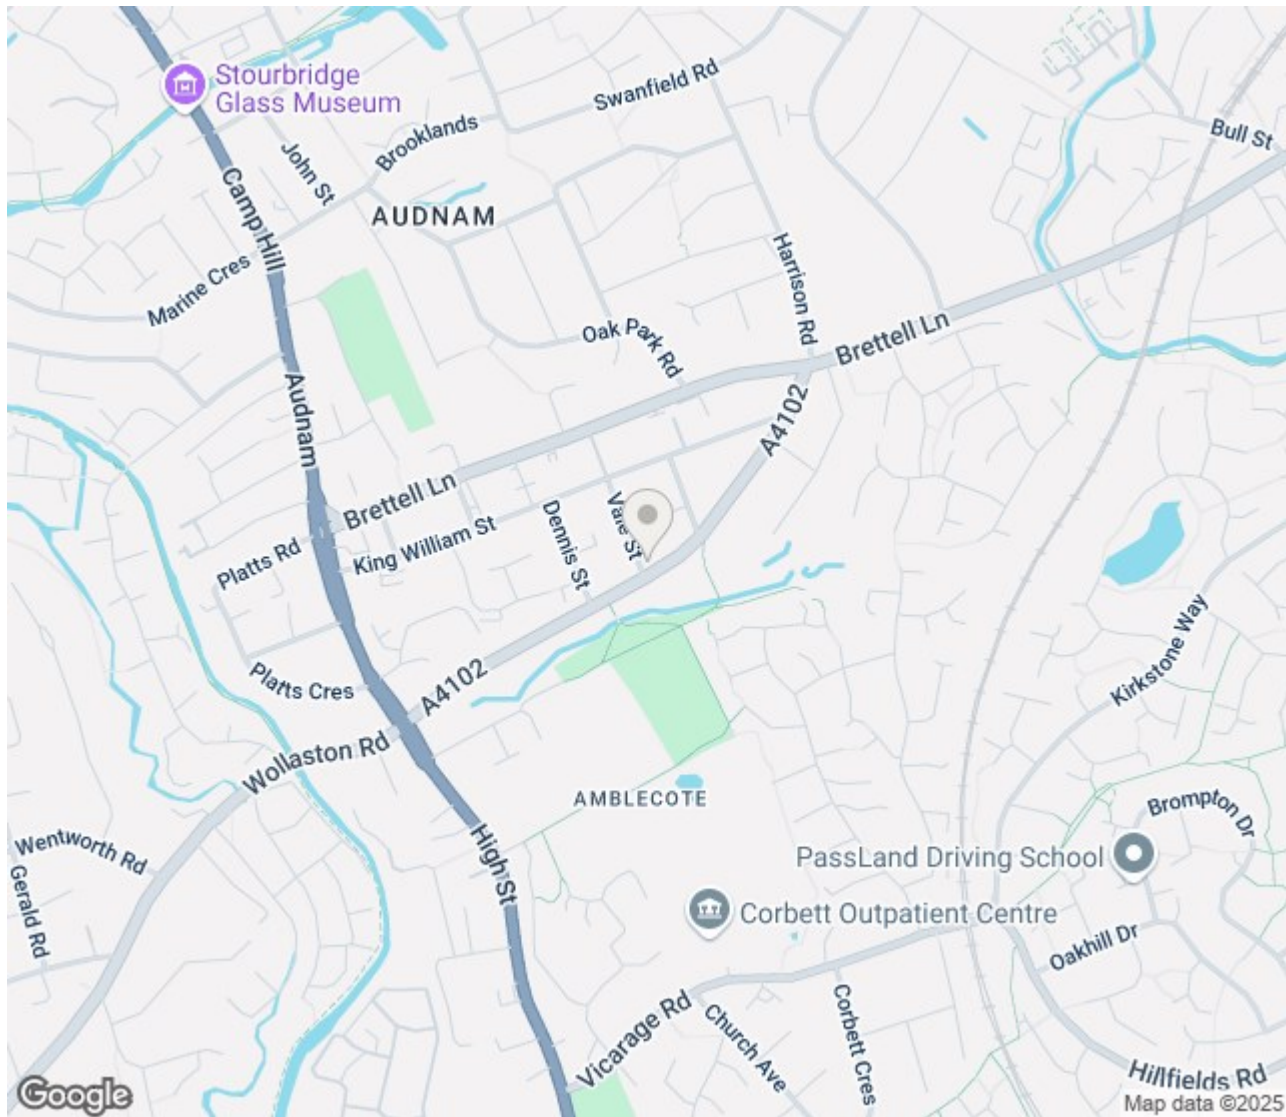 Stourbridge
Glass Museum
Swanfield Rd
Bull St
Brooklands
John St
Camp Hill
AUDNAM
Harrison Rd
Marine Cres
Oak Park Rd
Brettell Ln
Audnam
A4102
Brettell Ln
Vale St
King William St
Dennis St
Platts Rd
Kirkstone Way
Platts Cres
A4102
Wollaston Rd
AMBLECOTE
Brompton Dr
Wentworth Rd
High St
PassLand Driving School
Gerald Rd
Corbett Outpatient Centre
Oakhill Dr
Vicarage Rd
Corbett Cres
Church Ave
Hillfields Rd
Google
Map data ©2025